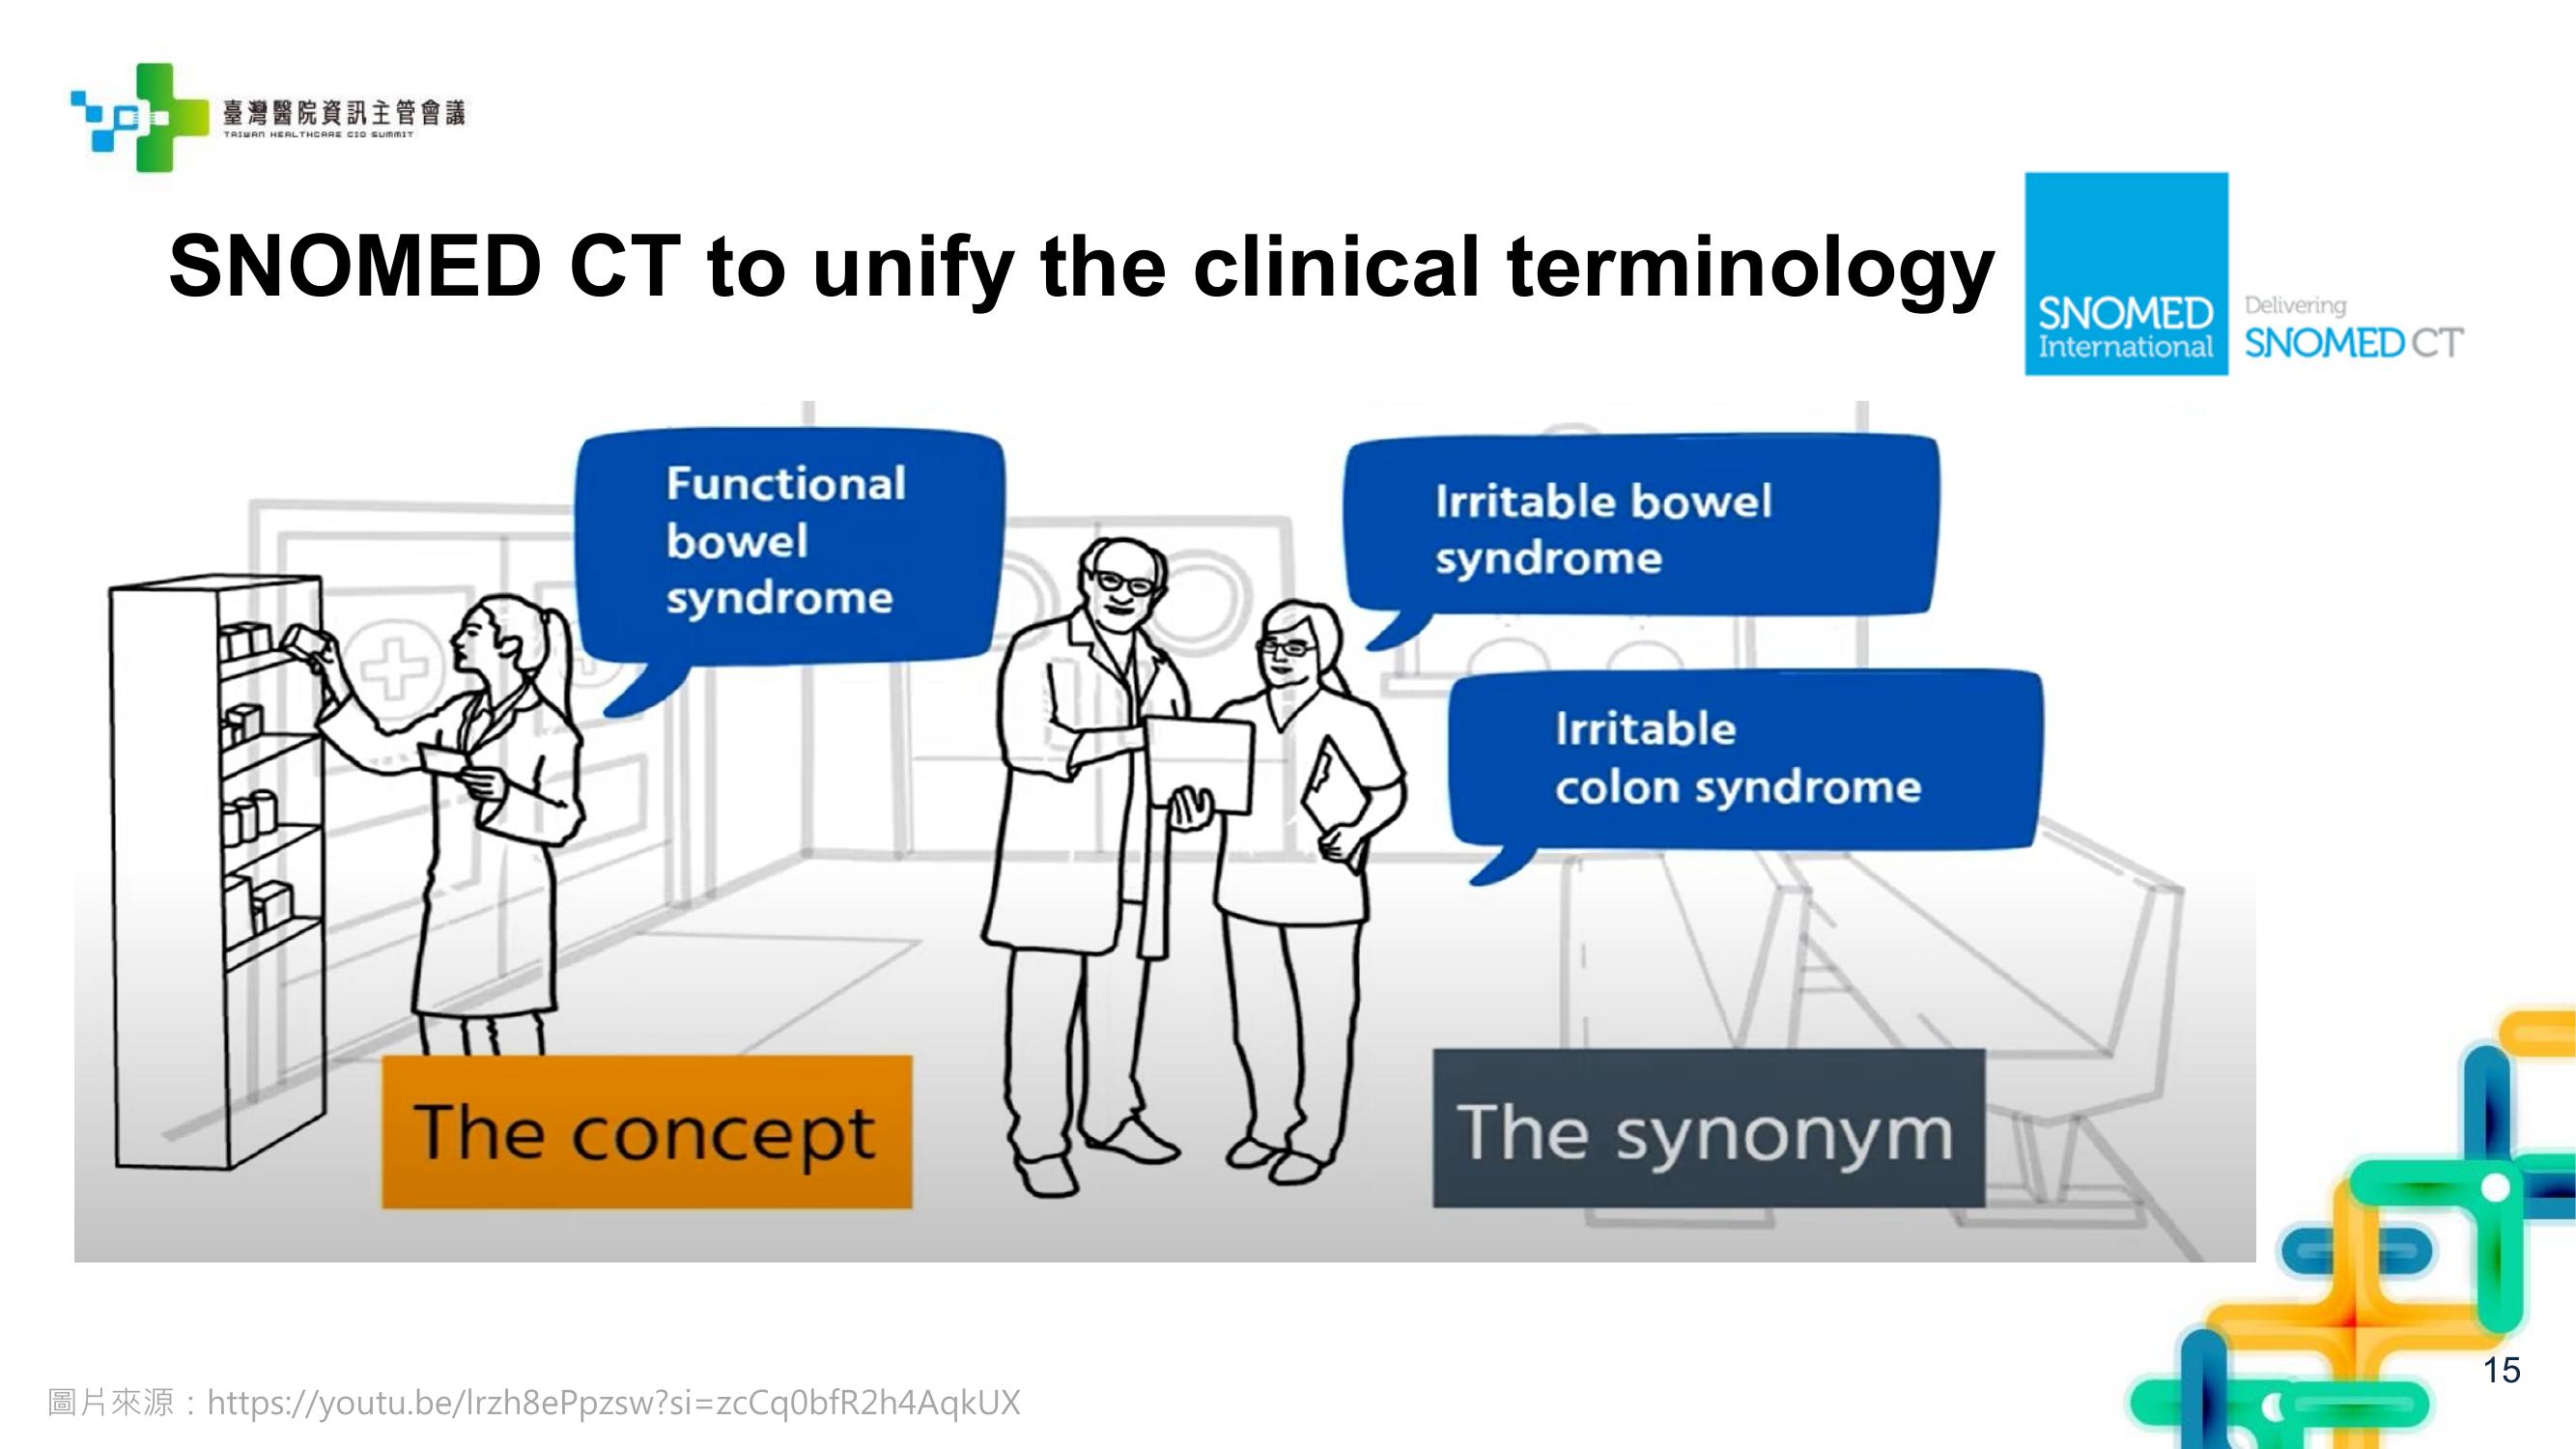 臺灣醫院資訊主管會議
TAIWAN HEALTHCARE CIO SUMMIT
SNOMED CT to unify the clinical terminology
SNOMED
International
Delivering
SNOMED CT
Functional
bowel
syndrome
Irritable bowel
syndrome
Irritable
colon syndrome
The concept
The synonym
圖片來源：https://youtu.be/lrzh8ePpzsw?si=zcCq0bfR2h4AqkUX
15